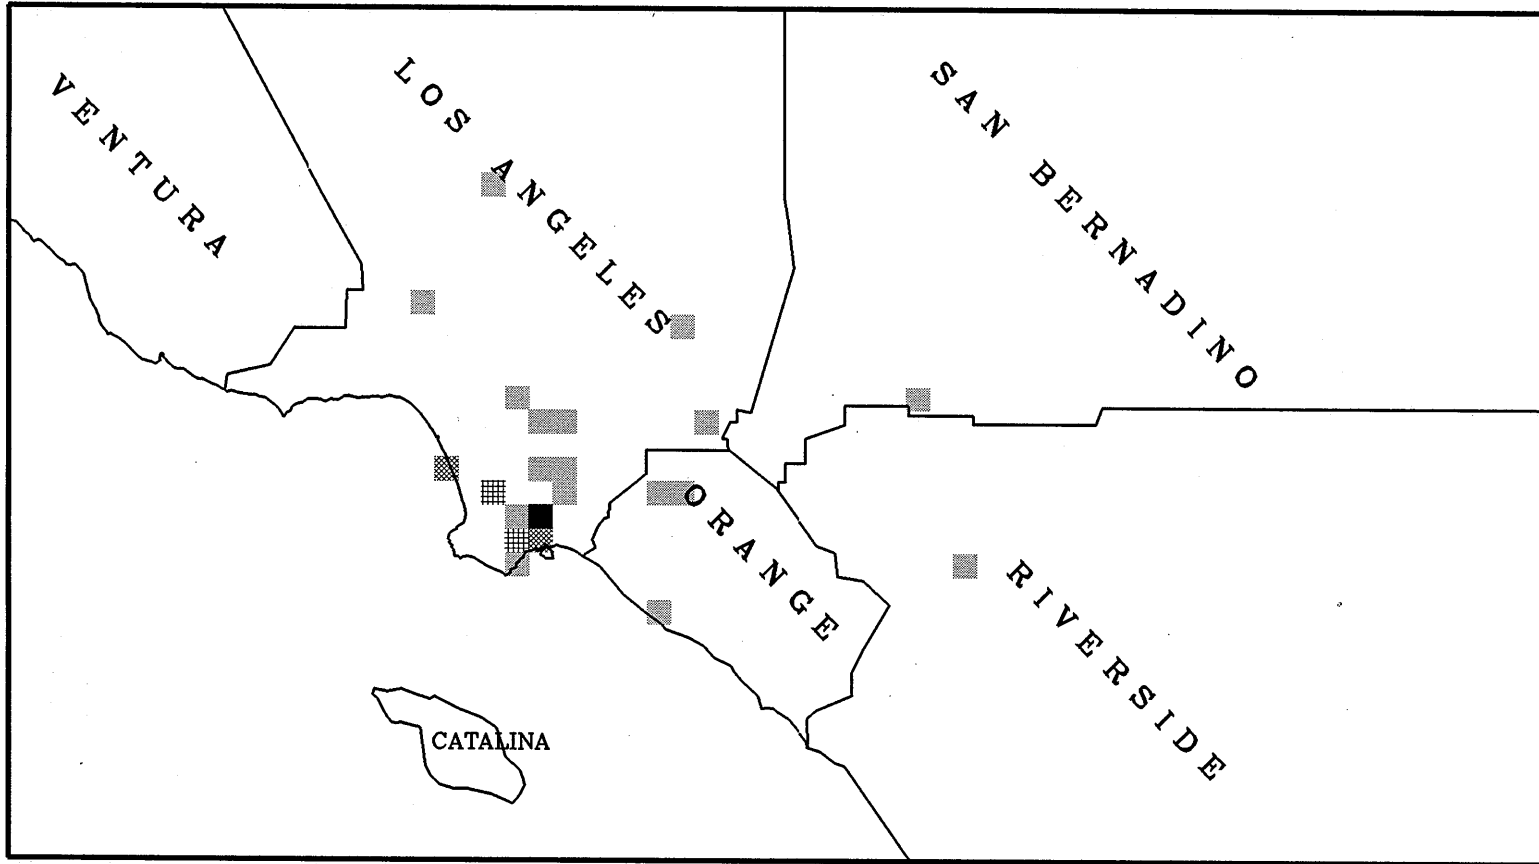 VENTURA
LOS ANGELES
SAN BERNADINO
ORANGE
RIVERSIDE
CATALINA